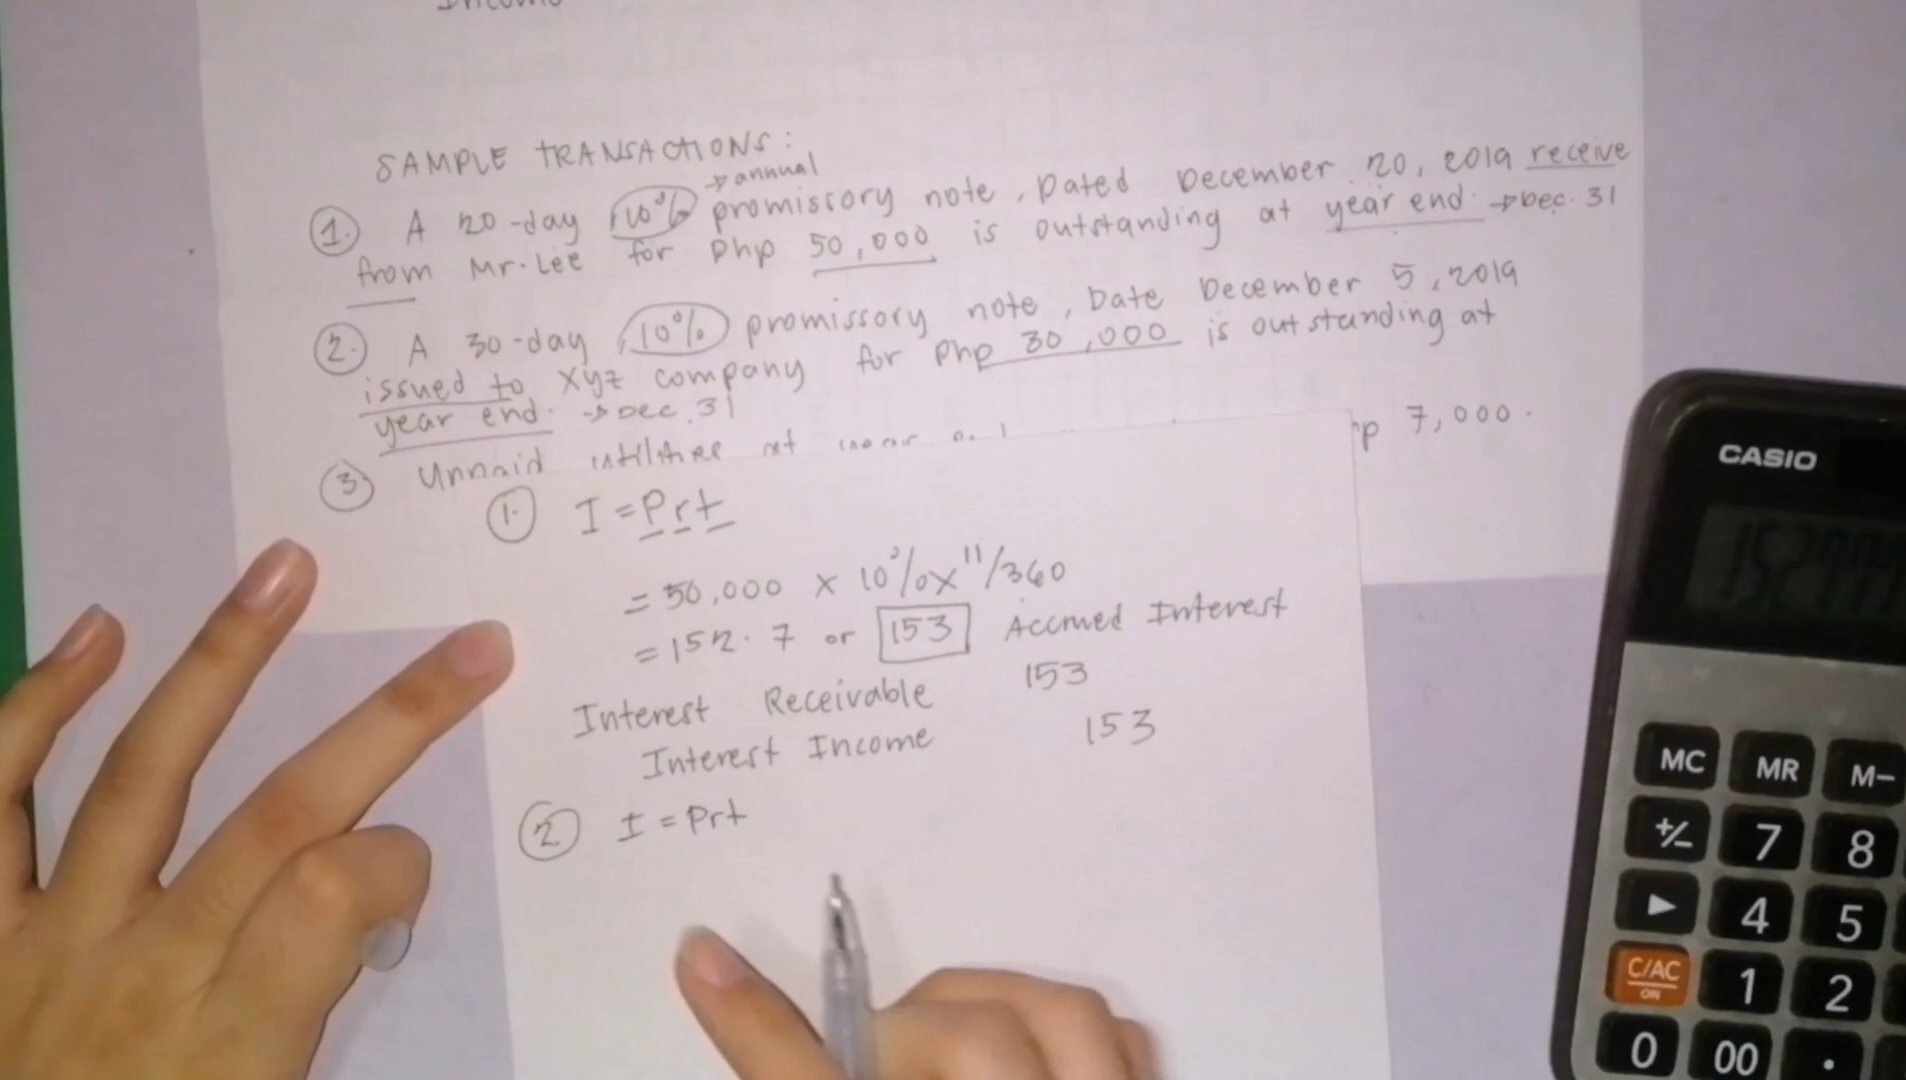 SAMPLE TRANSACTIONS:
→ annual
1. A 20-day 10% promissory note, Dated December 20, 2019 receive
from Mr. Lee for Php 50,000 is outstanding at year end. → Dec. 31
2. A 30-day 10% promissory note, Date December 5, 2019
issued to XYZ company for Php 30,000 is outstanding at
year end. → Dec. 31
3 Unpaid utilities at year 7,000.
1. I = Prt
= 50,000 x 10% x 11/360
= 152.7 or 153 Accrued Interest
Interest Receivable 153
Interest Income 153
2 I = Prt
CASIO
MC MR M-
+/- 7 8
▶ 4 5
C/AC ON 1 2
0 00 .